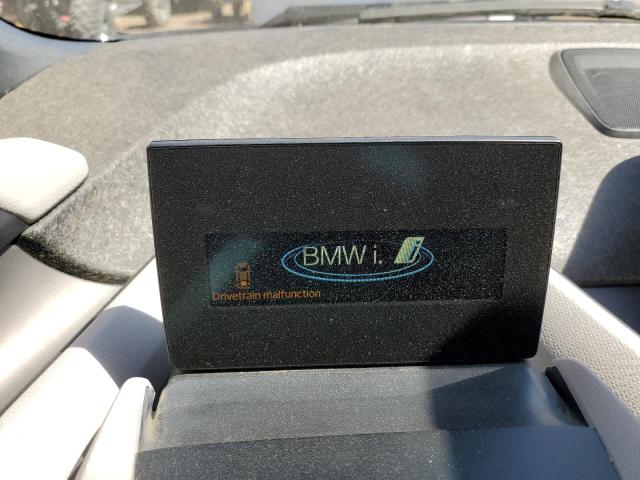 BMW i.
i
Drivetrain malfunction